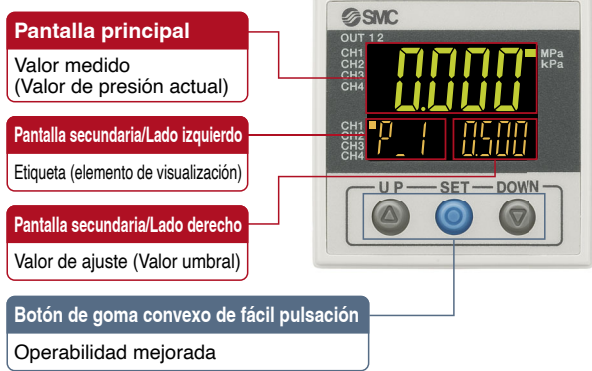 Pantalla principal
Valor medido
(Valor de presión actual)
Pantalla secundaria/Lado izquierdo
Etiqueta (elemento de visualización)
Pantalla secundaria/Lado derecho
Valor de ajuste (Valor umbral)
Botón de goma convexo de fácil pulsación
Operabilidad mejorada
SMC
OUT 1 2
CH1
CH2
CH3
CH4
0.000
MPa
kPa
CH1
CH2
CH3
CH4
P_1 0.500
UP SET DOWN